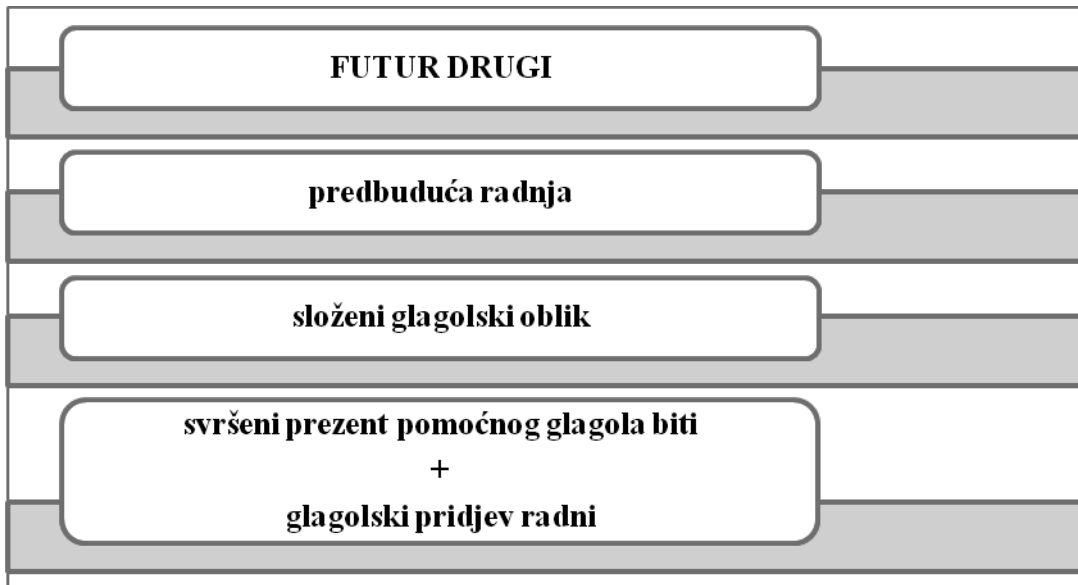 FUTUR DRUGI
predbuduća radnja
složeni glagolski oblik
svršeni prezent pomoćnog glagola biti
+
glagolski pridjev radni